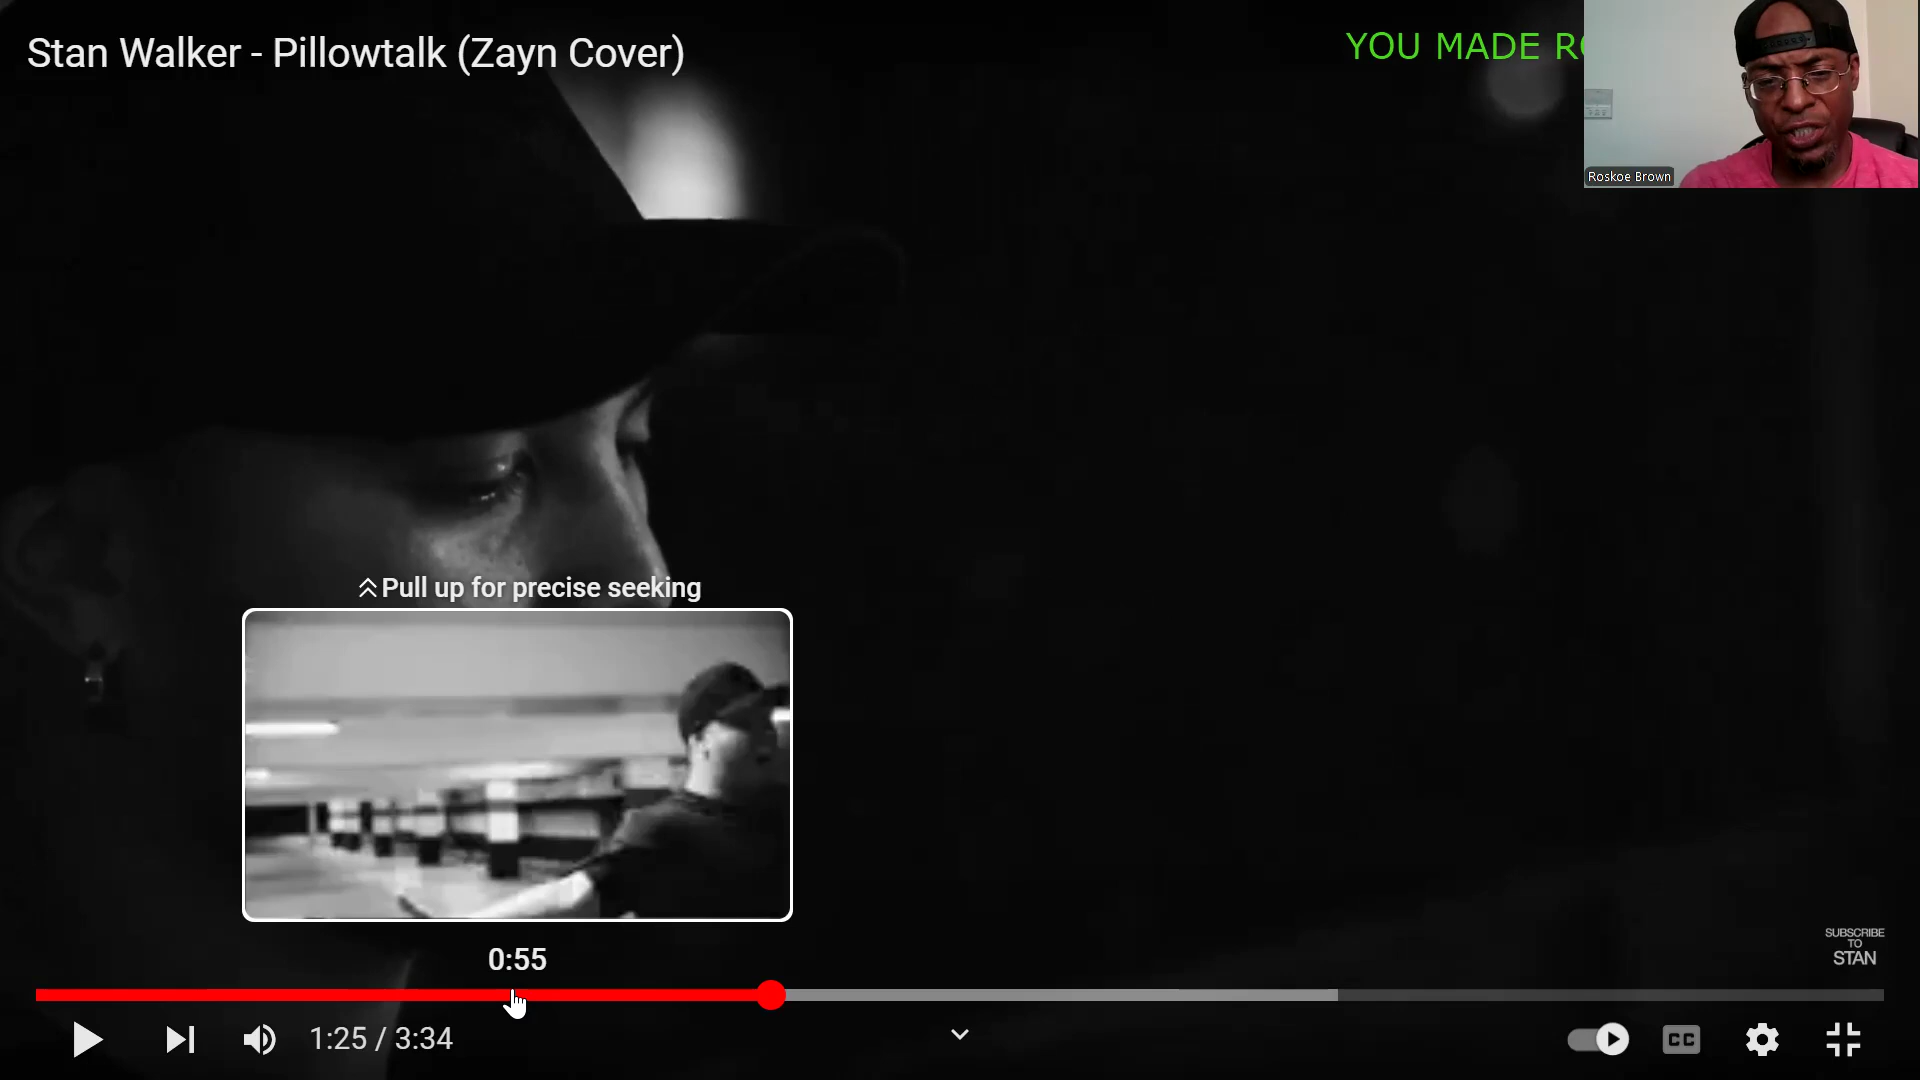 Stan Walker - Pillowtalk (Zayn Cover)
YOU MADE
Roskoe Brown
Pull up for precise seeking
0:55
SUBSCRIBE
TO
STAN
1:25 / 3:34
CC